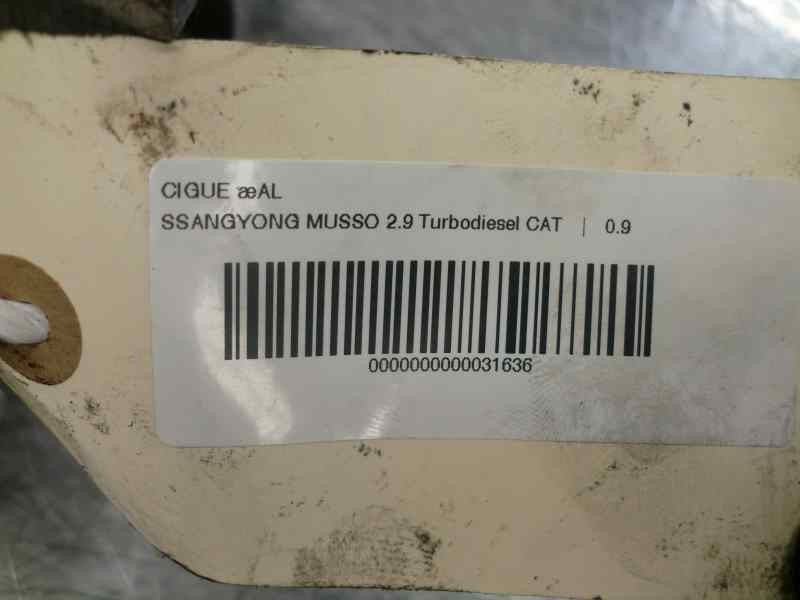 CIGUE æAL
SSANGYONG MUSSO 2.9 Turbodiesel CAT | 0.9
0000000000031636